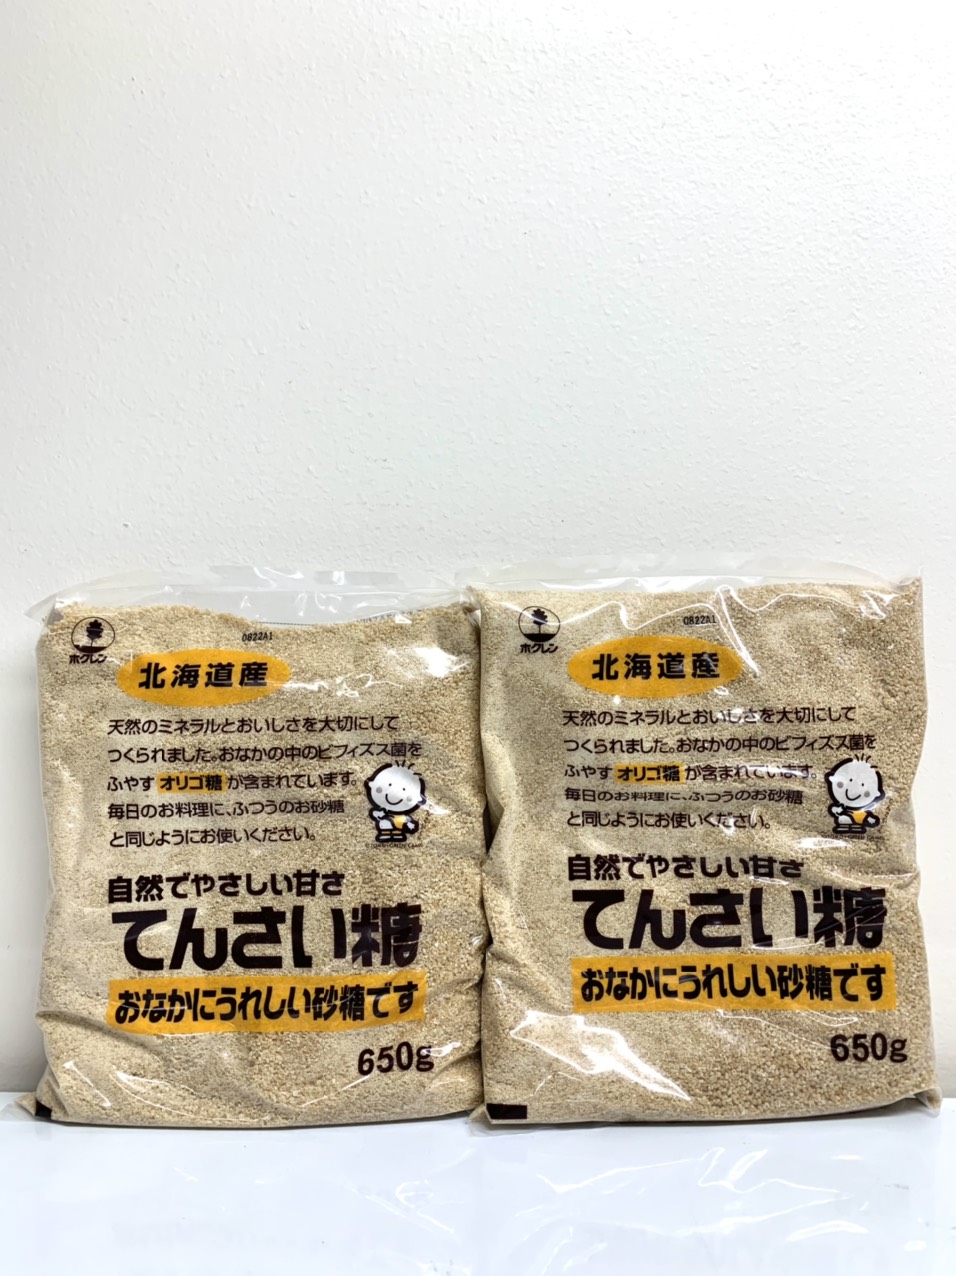 ホクレン
0822A1
北海道産
天然のミネラルとおいしさを大切にして
つくられました。おなかの中のビフィズス菌を
ふやすオリゴ糖が含まれています。
毎日のお料理に、ふつうのお砂糖
と同じようにお使いください。
自然でやさしい甘さ
てんさい糖
おなかにうれしい砂糖です
650g
ホクレン
0822A1
北海道産
天然のミネラルとおいしさを大切にして
つくられました。おなかの中のビフィズス菌を
ふやすオリゴ糖が含まれています。
毎日のお料理に、ふつうのお砂糖
と同じようにお使いください。
自然でやさしい甘さ
てんさい糖
おなかにうれしい砂糖です
650g